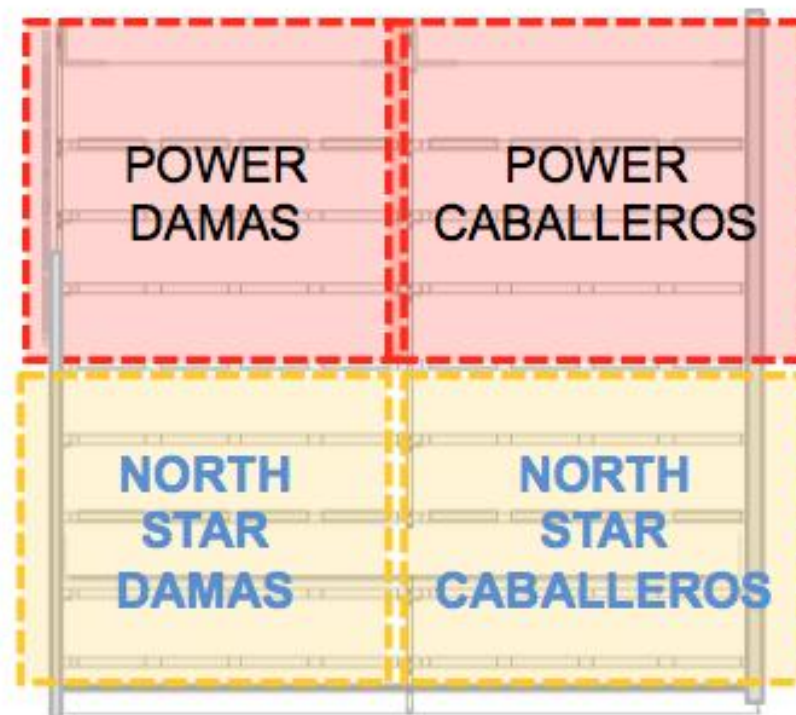 POWER
DAMAS
POWER
CABALLEROS
NORTH
STAR
DAMAS
NORTH
STAR
CABALLEROS